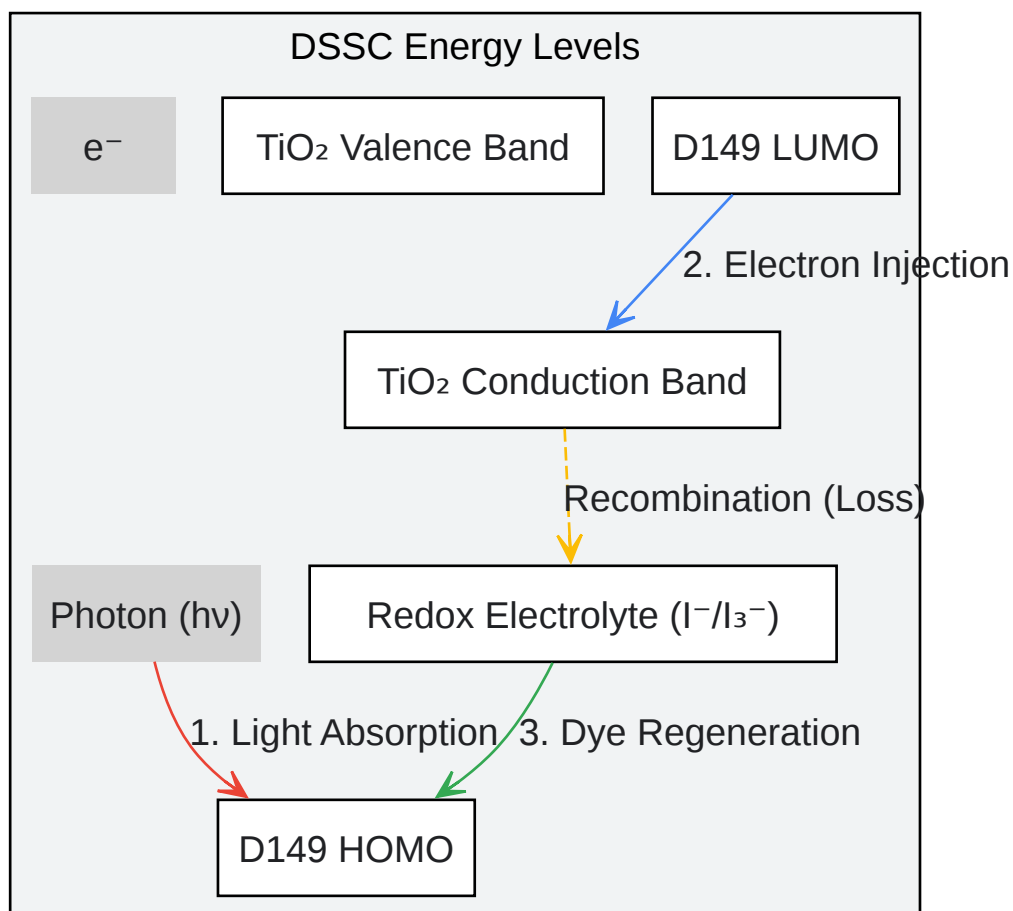 DSSC Energy Levels
e⁻
TiO₂ Valence Band
D149 LUMO
2. Electron Injection
TiO₂ Conduction Band
Recombination (Loss)
Photon (hν)
Redox Electrolyte (I⁻/I₃⁻)
1. Light Absorption
3. Dye Regeneration
D149 HOMO